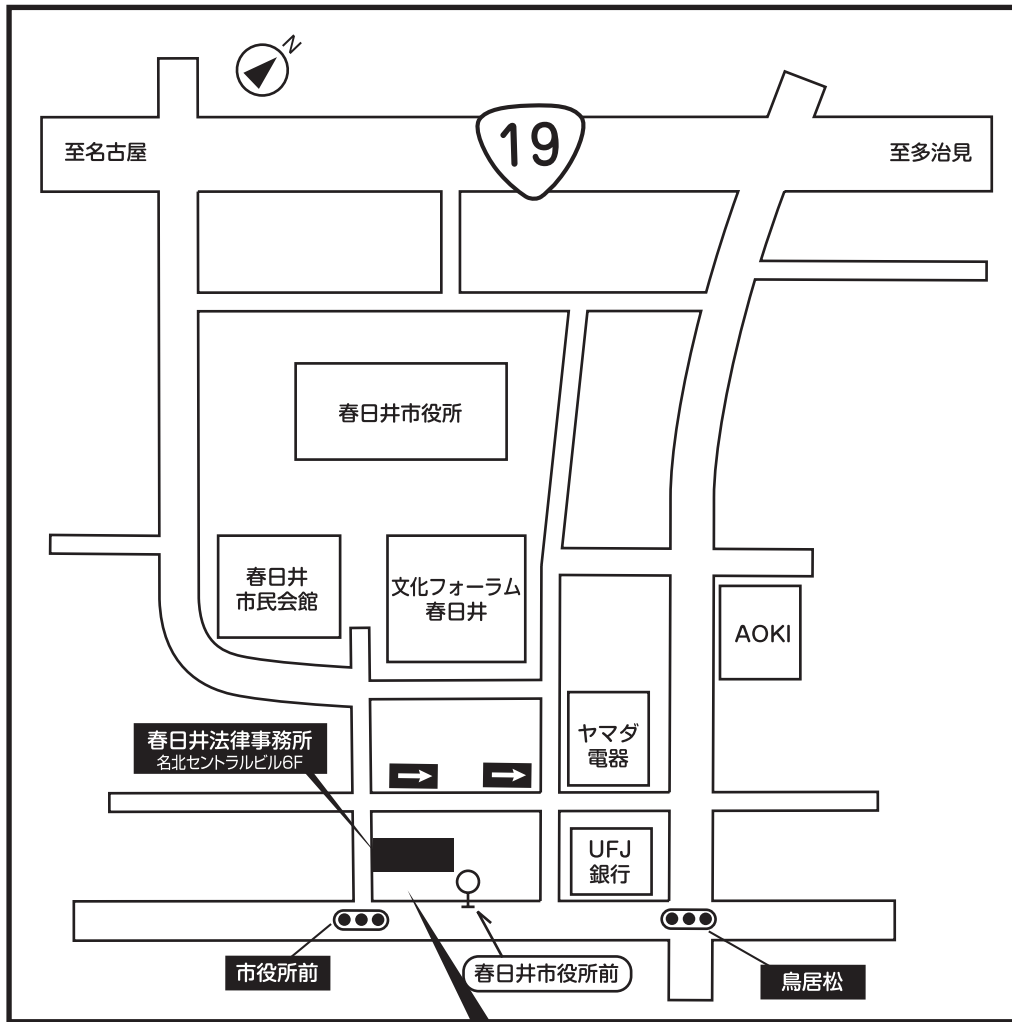 N
19
至名古屋
至多治見
春日井市役所
春日井
市民会館
文化フォーラム
春日井
AOKI
ヤマダ
電器
春日井法律事務所
名北セントラルビル6F
UFJ
銀行
市役所前
春日井市役所前
鳥居松